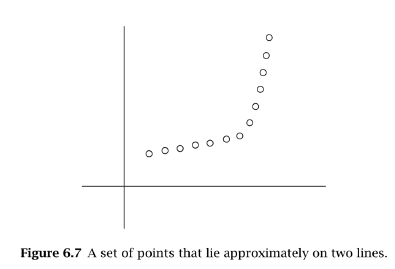 Figure 6.7 A set of points that lie approximately on two lines.